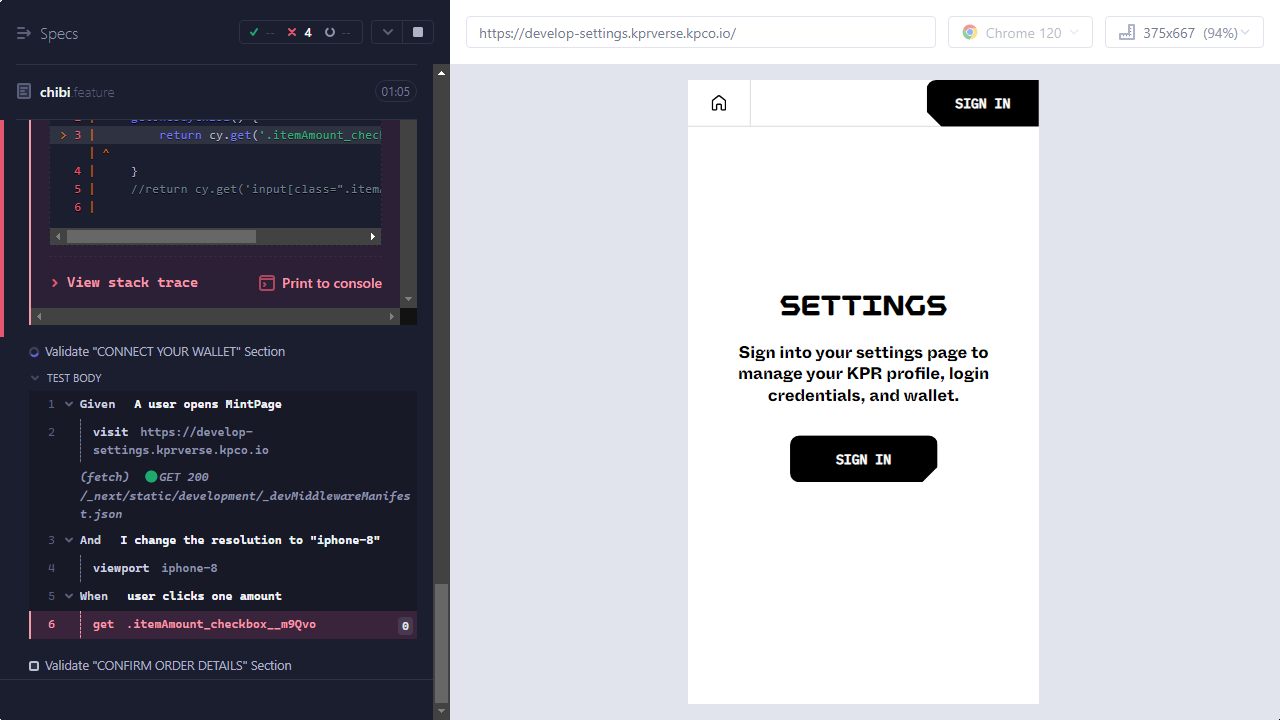 Specs
-- 4 --
https://develop-settings.kprverse.kpco.io/
Chrome 120
375x667 (94%)
chibi.feature
01:05
> 3 | return cy.get('.itemAmount_chec
| ^
4 | }
5 | //return cy.get('input[class=".item
6 |
View stack trace
Print to console
Validate "CONNECT YOUR WALLET" Section
TEST BODY
1 Given A user opens MintPage
2 visit https://develop-
settings.kprverse.kpco.io
(fetch) GET 200
/_next/static/development/_devMiddlewareManifes
t.json
3 And I change the resolution to "iphone-8"
4 viewport iphone-8
5 When user clicks one amount
6 get .itemAmount_checkbox__m9Qvo 0
Validate "CONFIRM ORDER DETAILS" Section
SIGN IN
SETTINGS
Sign into your settings page to
manage your KPR profile, login
credentials, and wallet.
SIGN IN